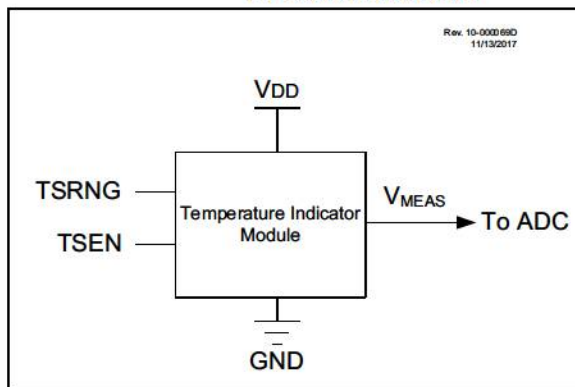 Rev. 10-000069D
11/13/2017
VDD
TSRNG
TSEN
Temperature Indicator
Module
VMEAS
To ADC
GND